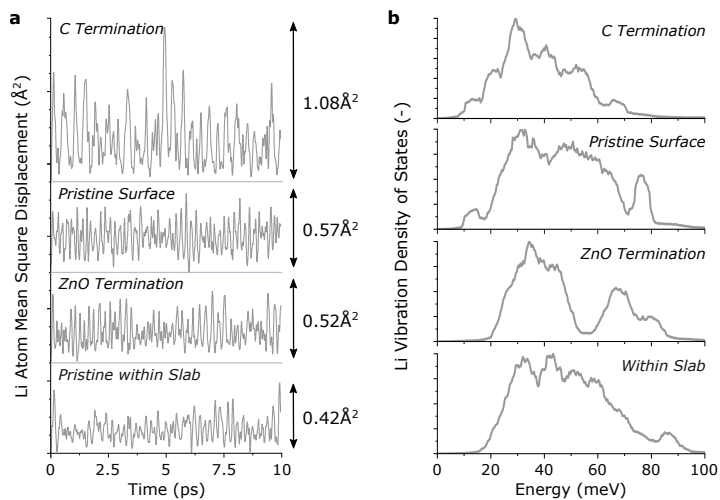 a
C Termination
1.08Å²
Pristine Surface
0.57Å²
ZnO Termination
0.52Å²
Pristine within Slab
0.42Å²
Li Atom Mean Square Displacement (Å²)
0 2.5 5 7.5 10
Time (ps)
b
C Termination
Pristine Surface
ZnO Termination
Within Slab
Li Vibration Density of States (-)
0 20 40 60 80 100
Energy (meV)